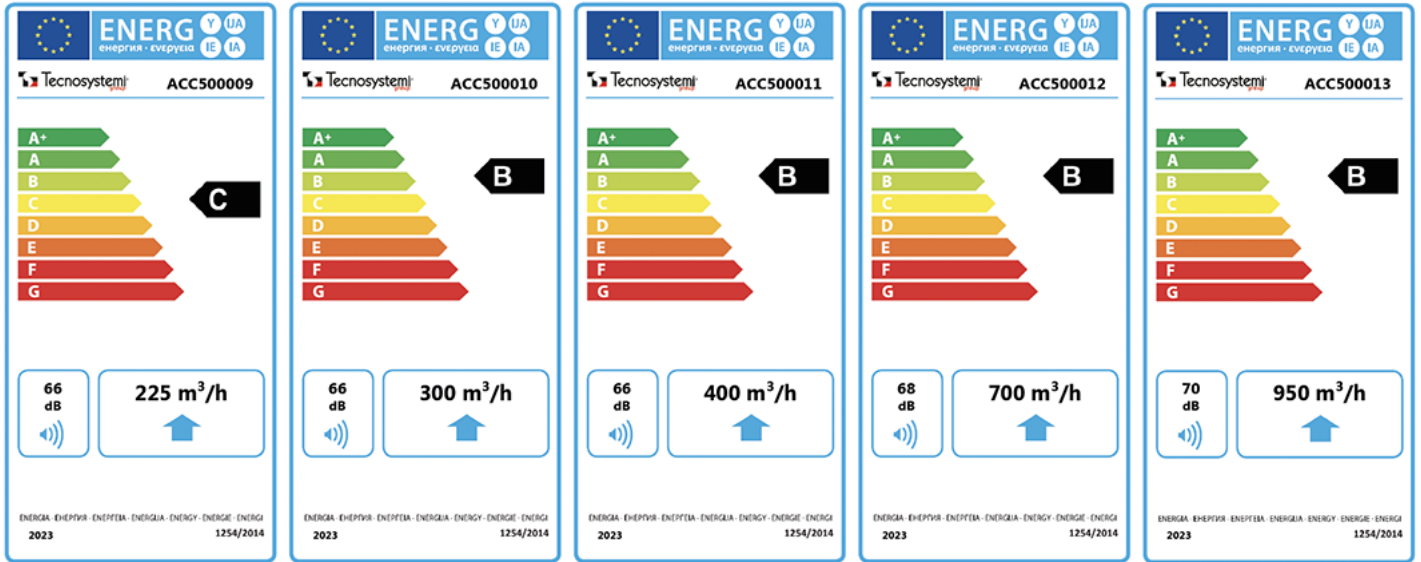 ENERG Y IJA
енергия · ενεργεια IE IA
Tecnosystemi group ACC500009
A+
A
B
C
D
E
F
G
C
66
dB
225 m³/h
ENERGIA · ЕНЕРГИЯ · ΕΝΕΡΓΕΙΑ · ENERGIJA · ENERGY · ENERGIE · ENERGI
2023
1254/2014
ENERG Y IJA
енергия · ενεργεια IE IA
Tecnosystemi group ACC500010
A+
A
B
C
D
E
F
G
B
66
dB
300 m³/h
ENERGIA · ЕНЕРГИЯ · ΕΝΕΡΓΕΙΑ · ENERGIJA · ENERGY · ENERGIE · ENERGI
2023
1254/2014
ENERG Y IJA
енергия · ενεργεια IE IA
Tecnosystemi group ACC500011
A+
A
B
C
D
E
F
G
B
66
dB
400 m³/h
ENERGIA · ЕНЕРГИЯ · ΕΝΕΡΓΕΙΑ · ENERGIJA · ENERGY · ENERGIE · ENERGI
2023
1254/2014
ENERG Y IJA
енергия · ενεργεια IE IA
Tecnosystemi group ACC500012
A+
A
B
C
D
E
F
G
B
68
dB
700 m³/h
ENERGIA · ЕНЕРГИЯ · ΕΝΕΡΓΕΙΑ · ENERGIJA · ENERGY · ENERGIE · ENERGI
2023
1254/2014
ENERG Y IJA
енергия · ενεργεια IE IA
Tecnosystemi group ACC500013
A+
A
B
C
D
E
F
G
B
70
dB
950 m³/h
ENERGIA · ЕНЕРГИЯ · ΕΝΕΡΓΕΙΑ · ENERGIJA · ENERGY · ENERGIE · ENERGI
2023
1254/2014